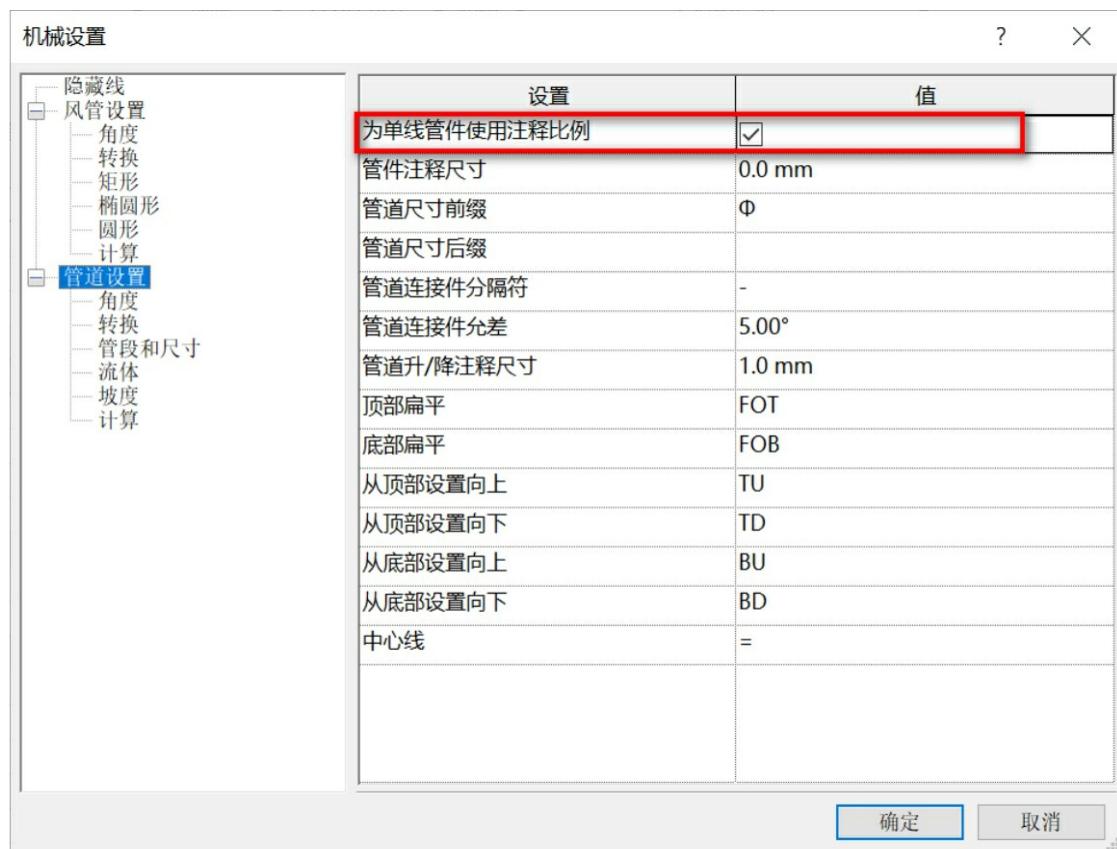 机械设置
?
隐藏线
风管设置
角度
转换
矩形
椭圆形
圆形
计算
管道设置
角度
转换
管段和尺寸
流体
坡度
计算
设置 值
为单线管件使用注释比例
管件注释尺寸 0.0 mm
管道尺寸前缀 Φ
管道尺寸后缀
管道连接件分隔符 -
管道连接件允差 5.00°
管道升/降注释尺寸 1.0 mm
顶部扁平 FOT
底部扁平 FOB
从顶部设置向上 TU
从顶部设置向下 TD
从底部设置向上 BU
从底部设置向下 BD
中心线 =
确定 取消